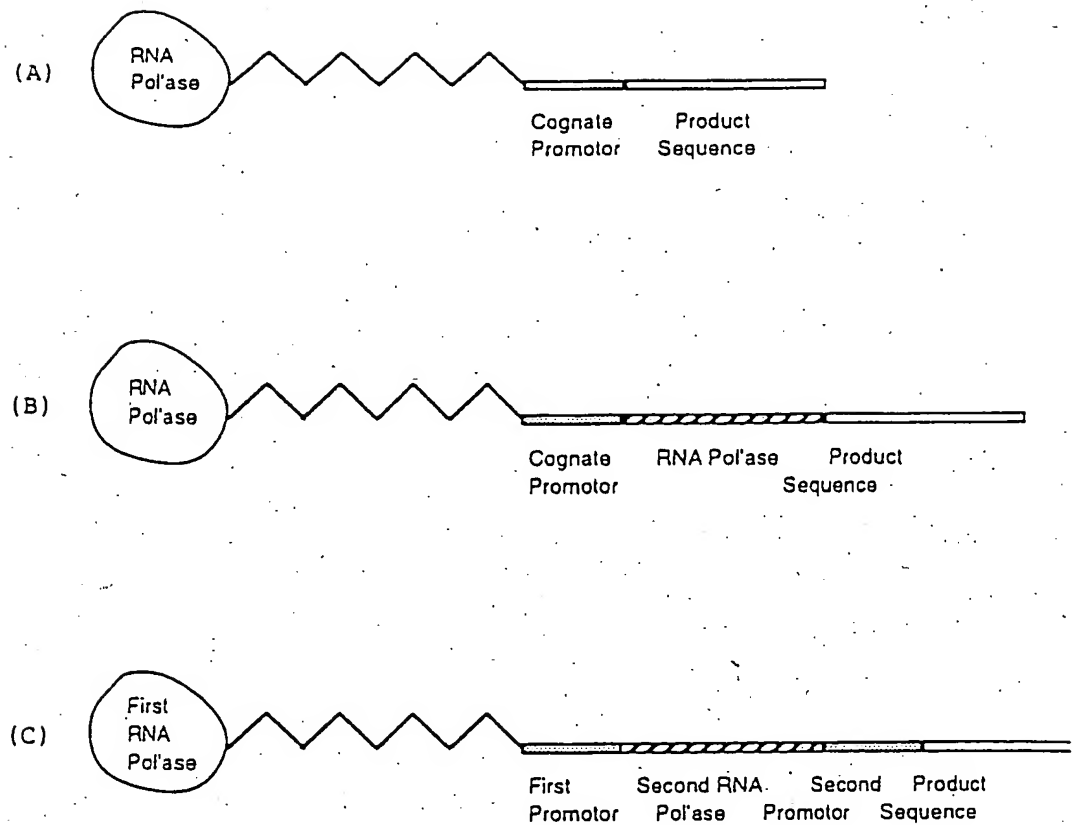 (A)
RNA
Pol'ase
Cognate Product
Promotor Sequence
(B)
RNA
Pol'ase
Cognate RNA Pol'ase Product
Promotor Sequence
(C)
First
RNA
Pol'ase
First Second RNA Second Product
Promotor Pol'ase Promotor Sequence